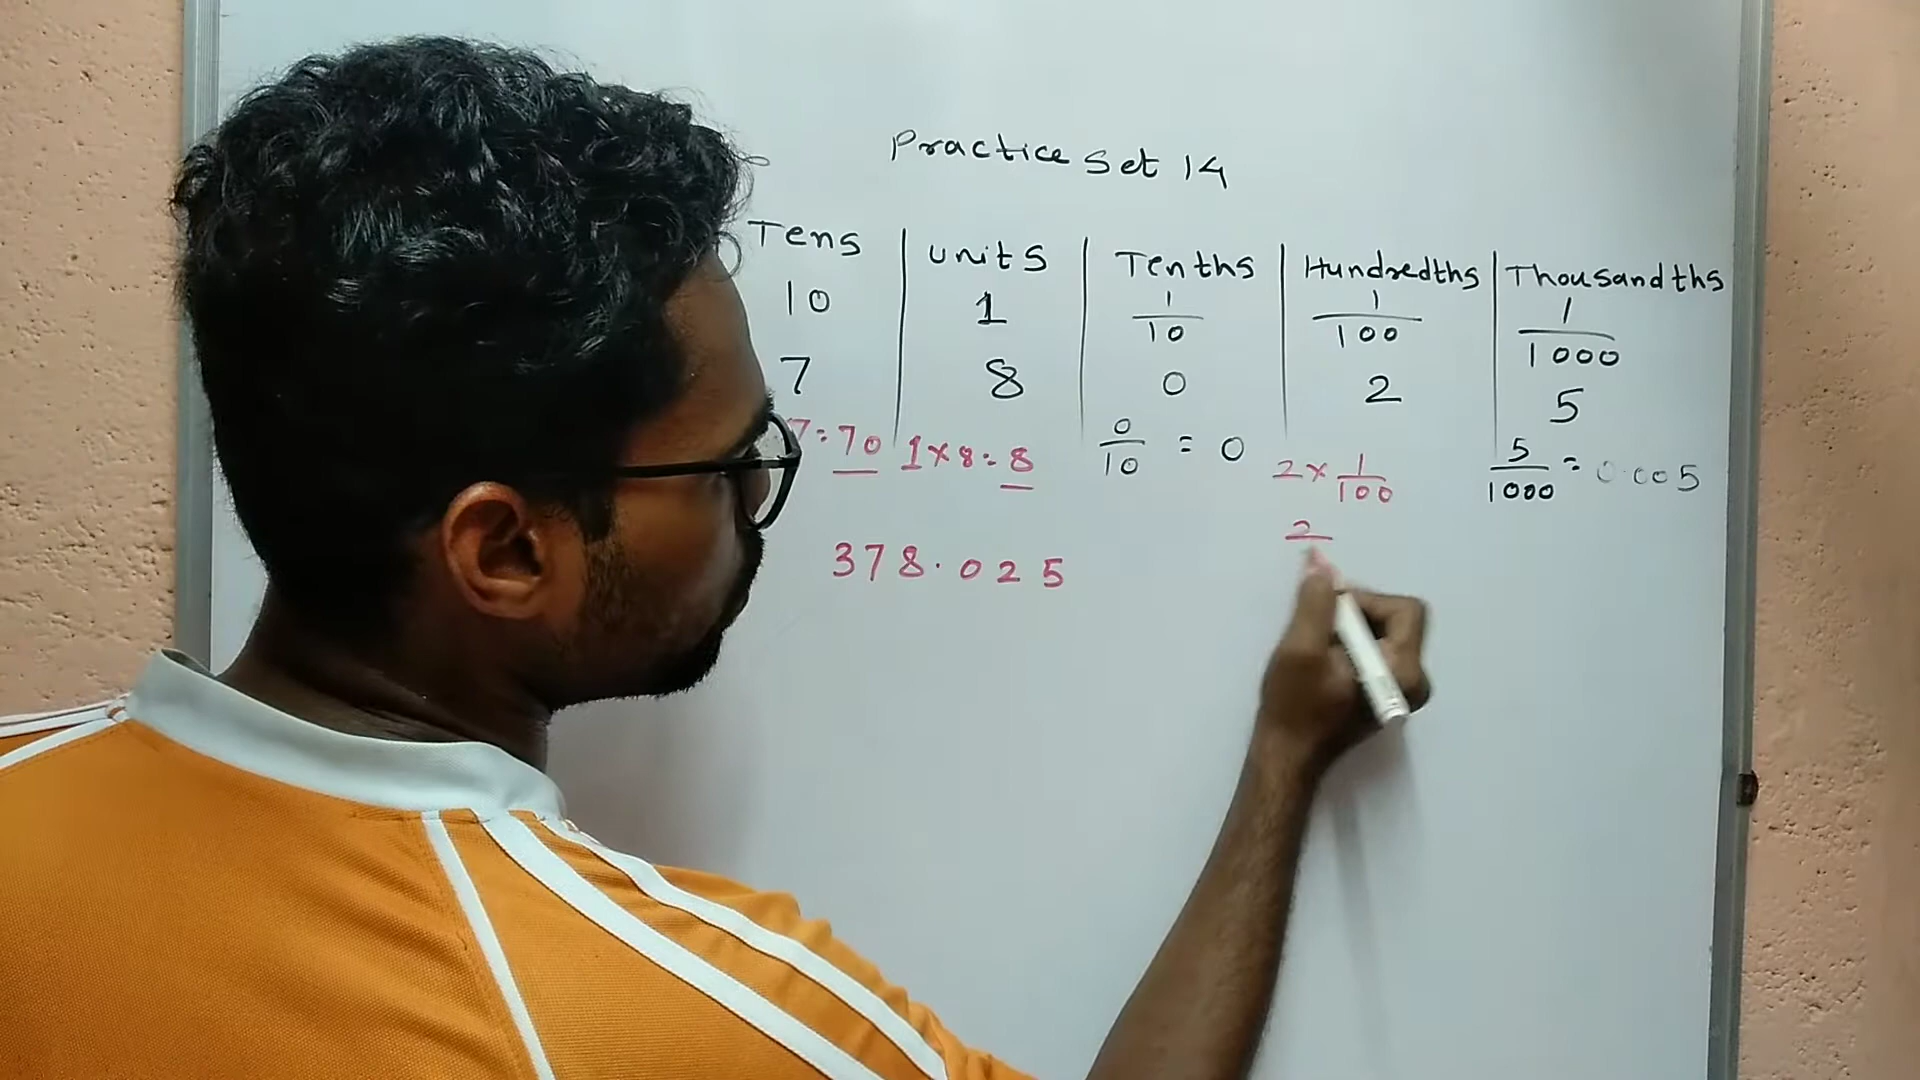 Practice Set 14
Tens | Units | Tenths | Hundredths | Thousandths
10 | 1 | 1/10 | 1/100 | 1/1000
7 | 8 | 0 | 2 | 5
7=70 1×8=8 0/10 = 0 2×1/100 5/1000 = 0.005
2
378.025